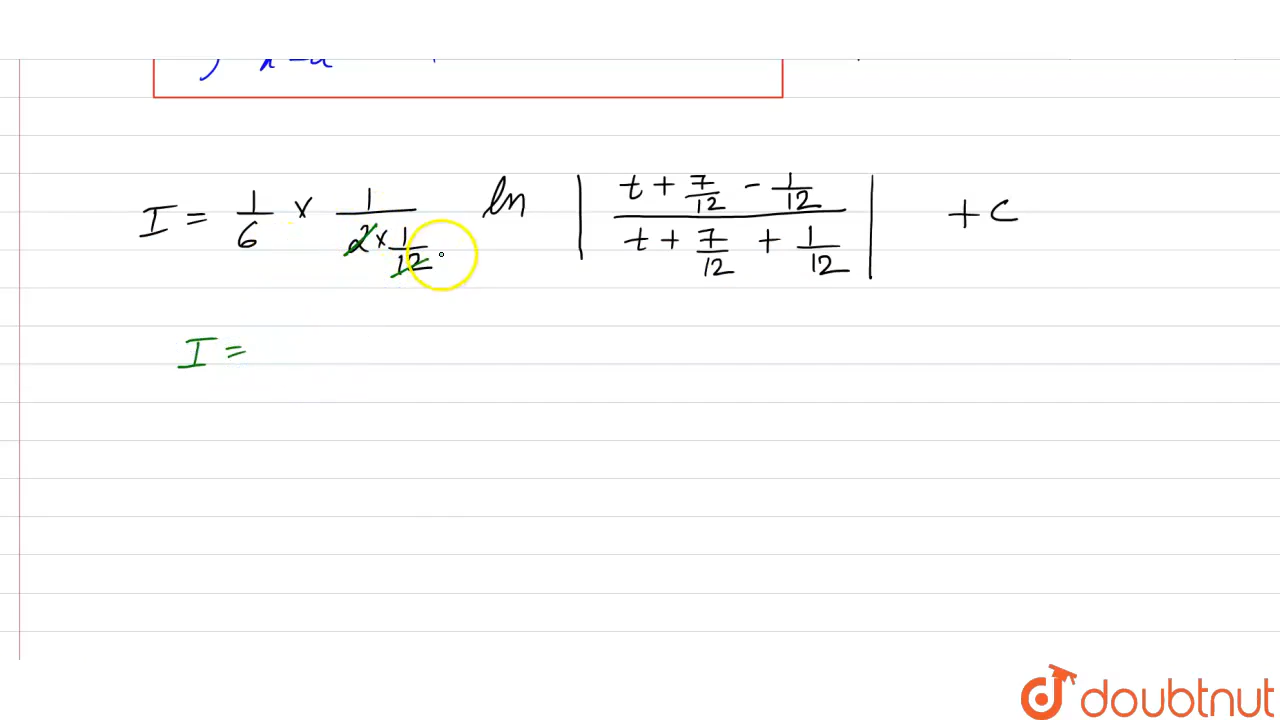 I = 1/6 × 1/(2 × 1/12) ln | (t + 7/12 - 1/12)/(t + 7/12 + 1/12) | + C
I =
doubtnut